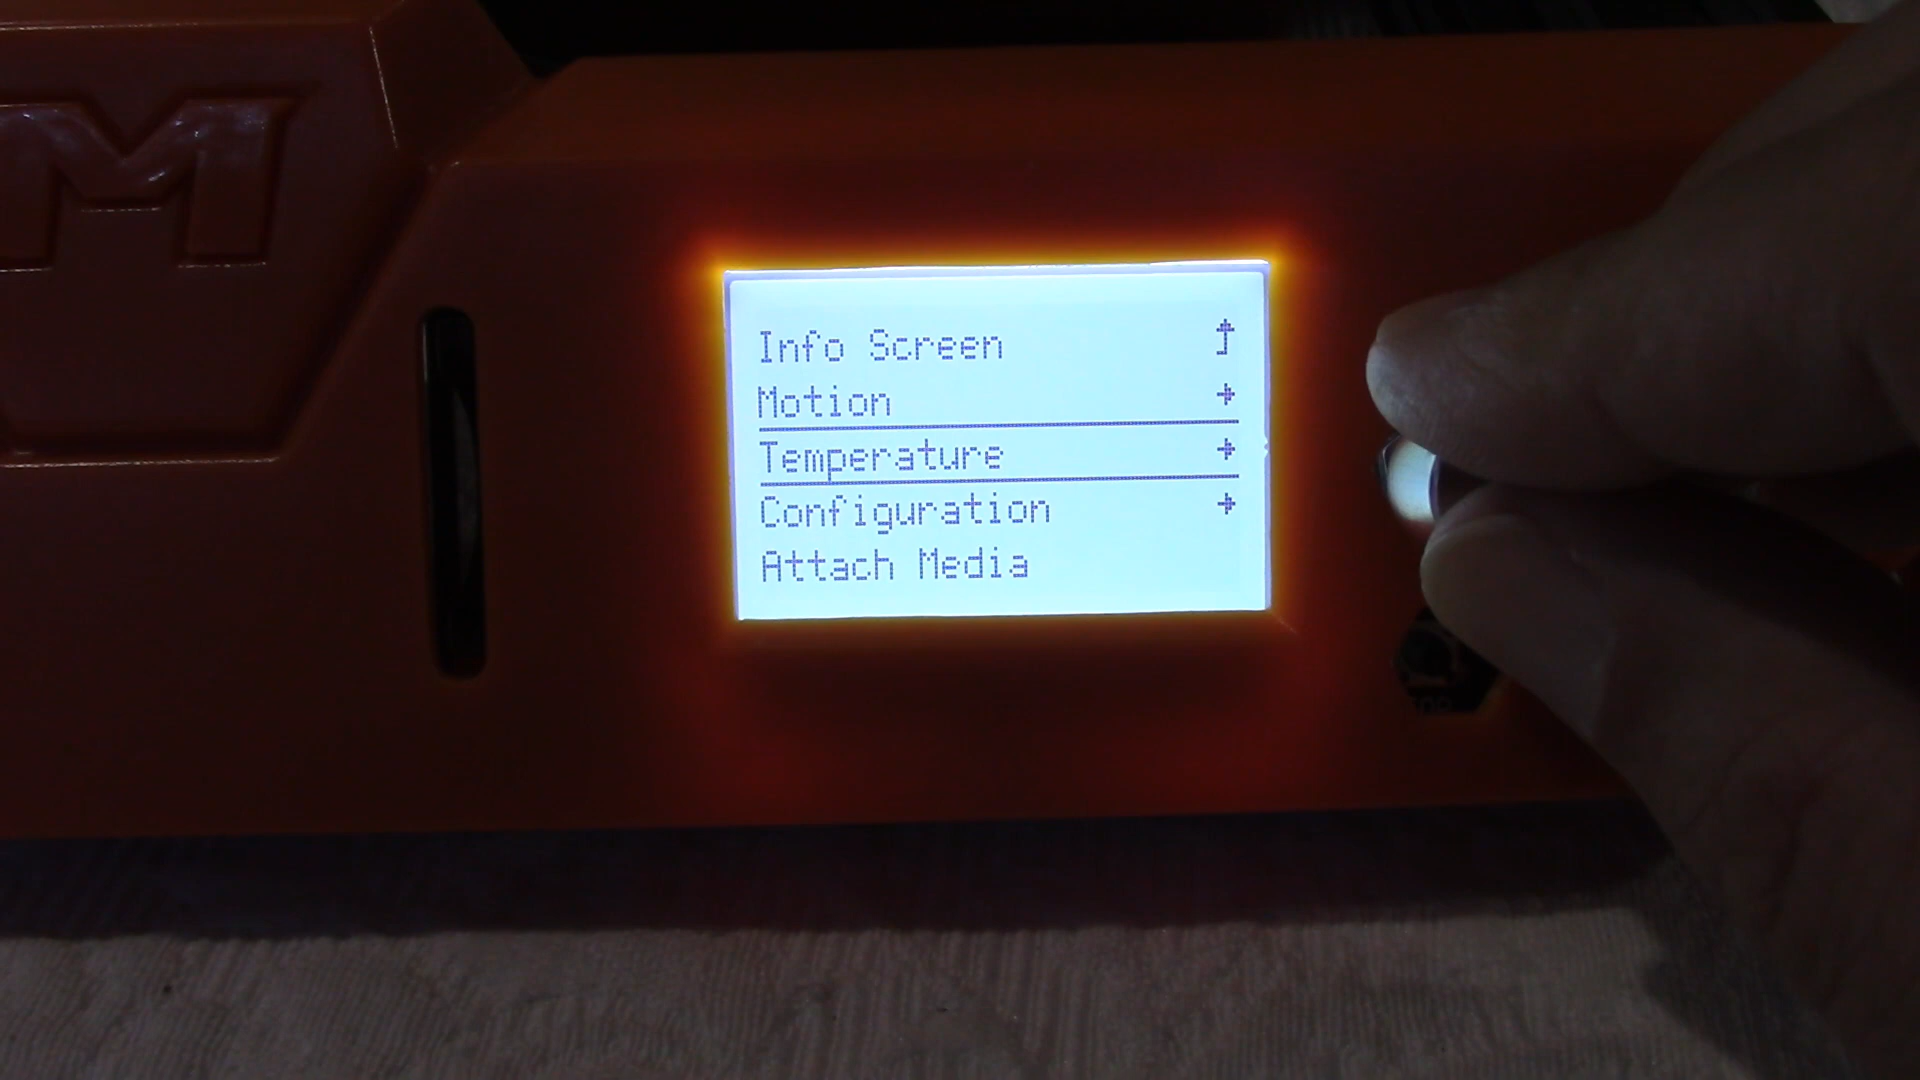 M
Info Screen
Motion
Temperature
Configuration
Attach Media